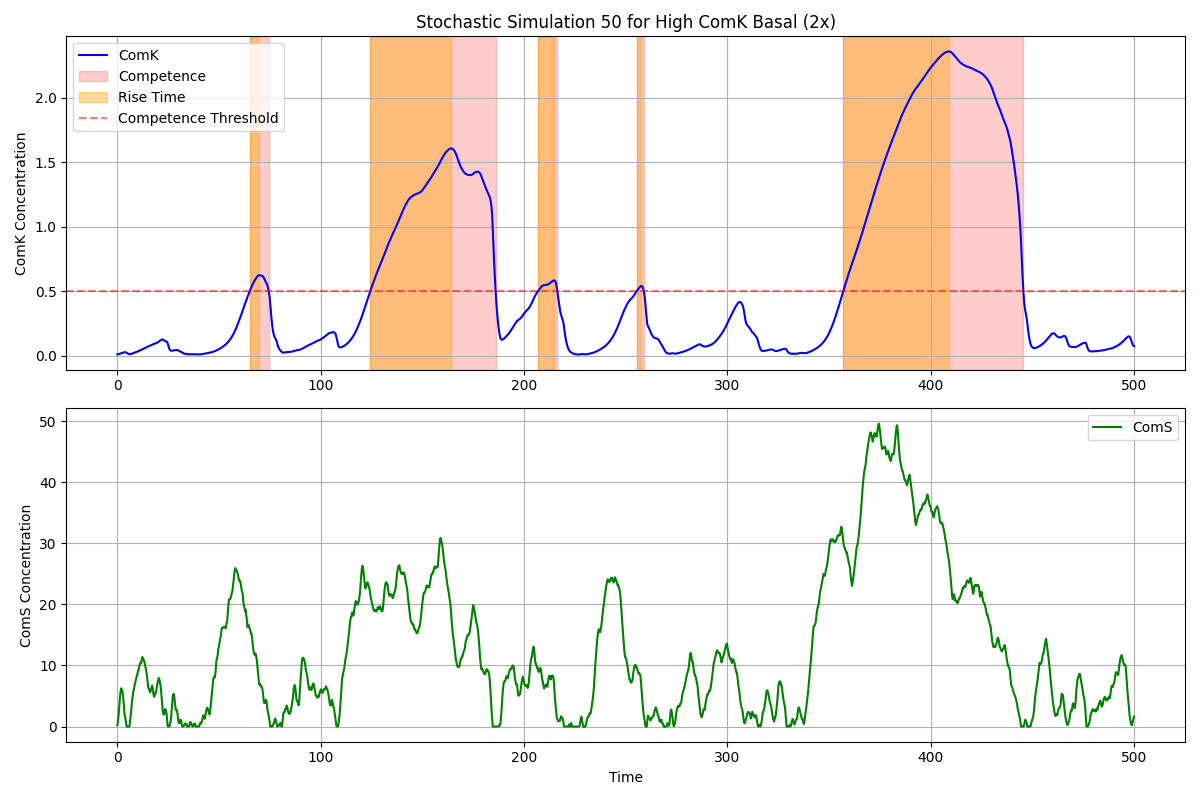 Stochastic Simulation 50 for High ComK Basal (2x)
ComK
Competence
Rise Time
Competence Threshold
ComK Concentration
2.0
1.5
1.0
0.5
0.0
0 100 200 300 400 500
ComS
ComS Concentration
50
40
30
20
10
0
0 100 200 300 400 500
Time